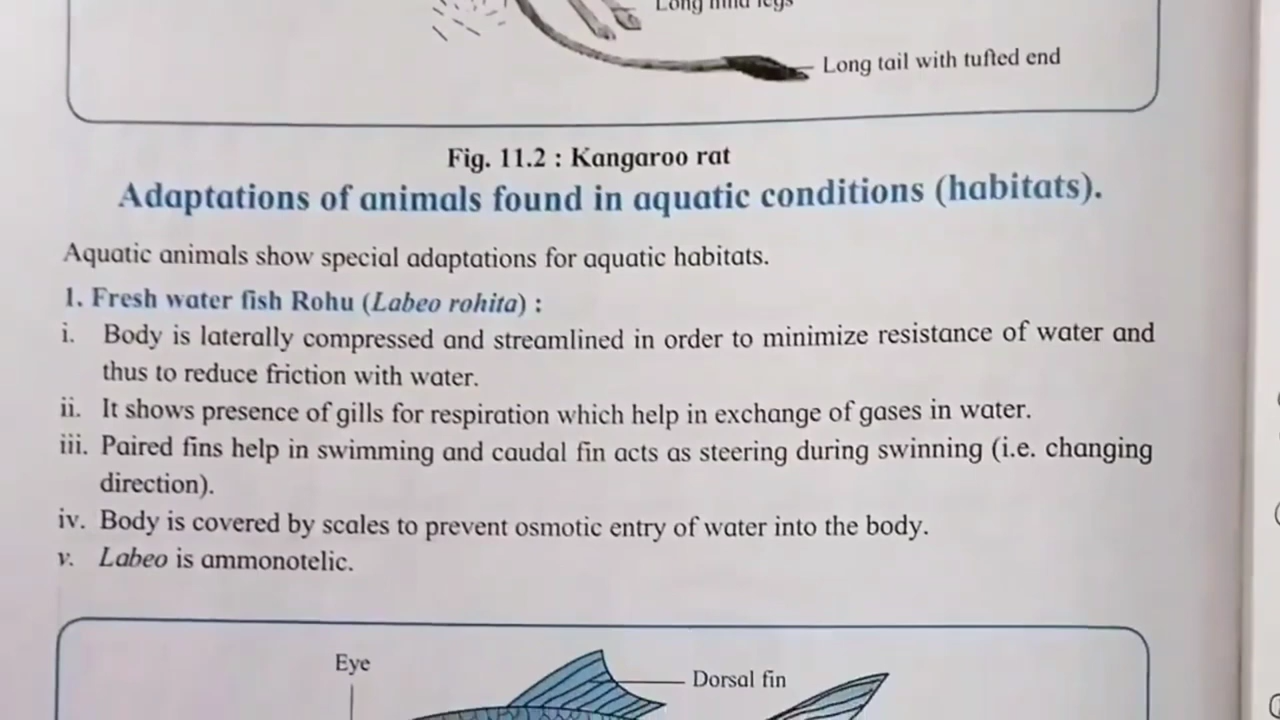 Long hind legs
Long tail with tufted end
Fig. 11.2 : Kangaroo rat
Adaptations of animals found in aquatic conditions (habitats).
Aquatic animals show special adaptations for aquatic habitats.
1. Fresh water fish Rohu (Labeo rohita) :
i. Body is laterally compressed and streamlined in order to minimize resistance of water and
thus to reduce friction with water.
ii. It shows presence of gills for respiration which help in exchange of gases in water.
iii. Paired fins help in swimming and caudal fin acts as steering during swinning (i.e. changing
direction).
iv. Body is covered by scales to prevent osmotic entry of water into the body.
v. Labeo is ammonotelic.
Eye
Dorsal fin